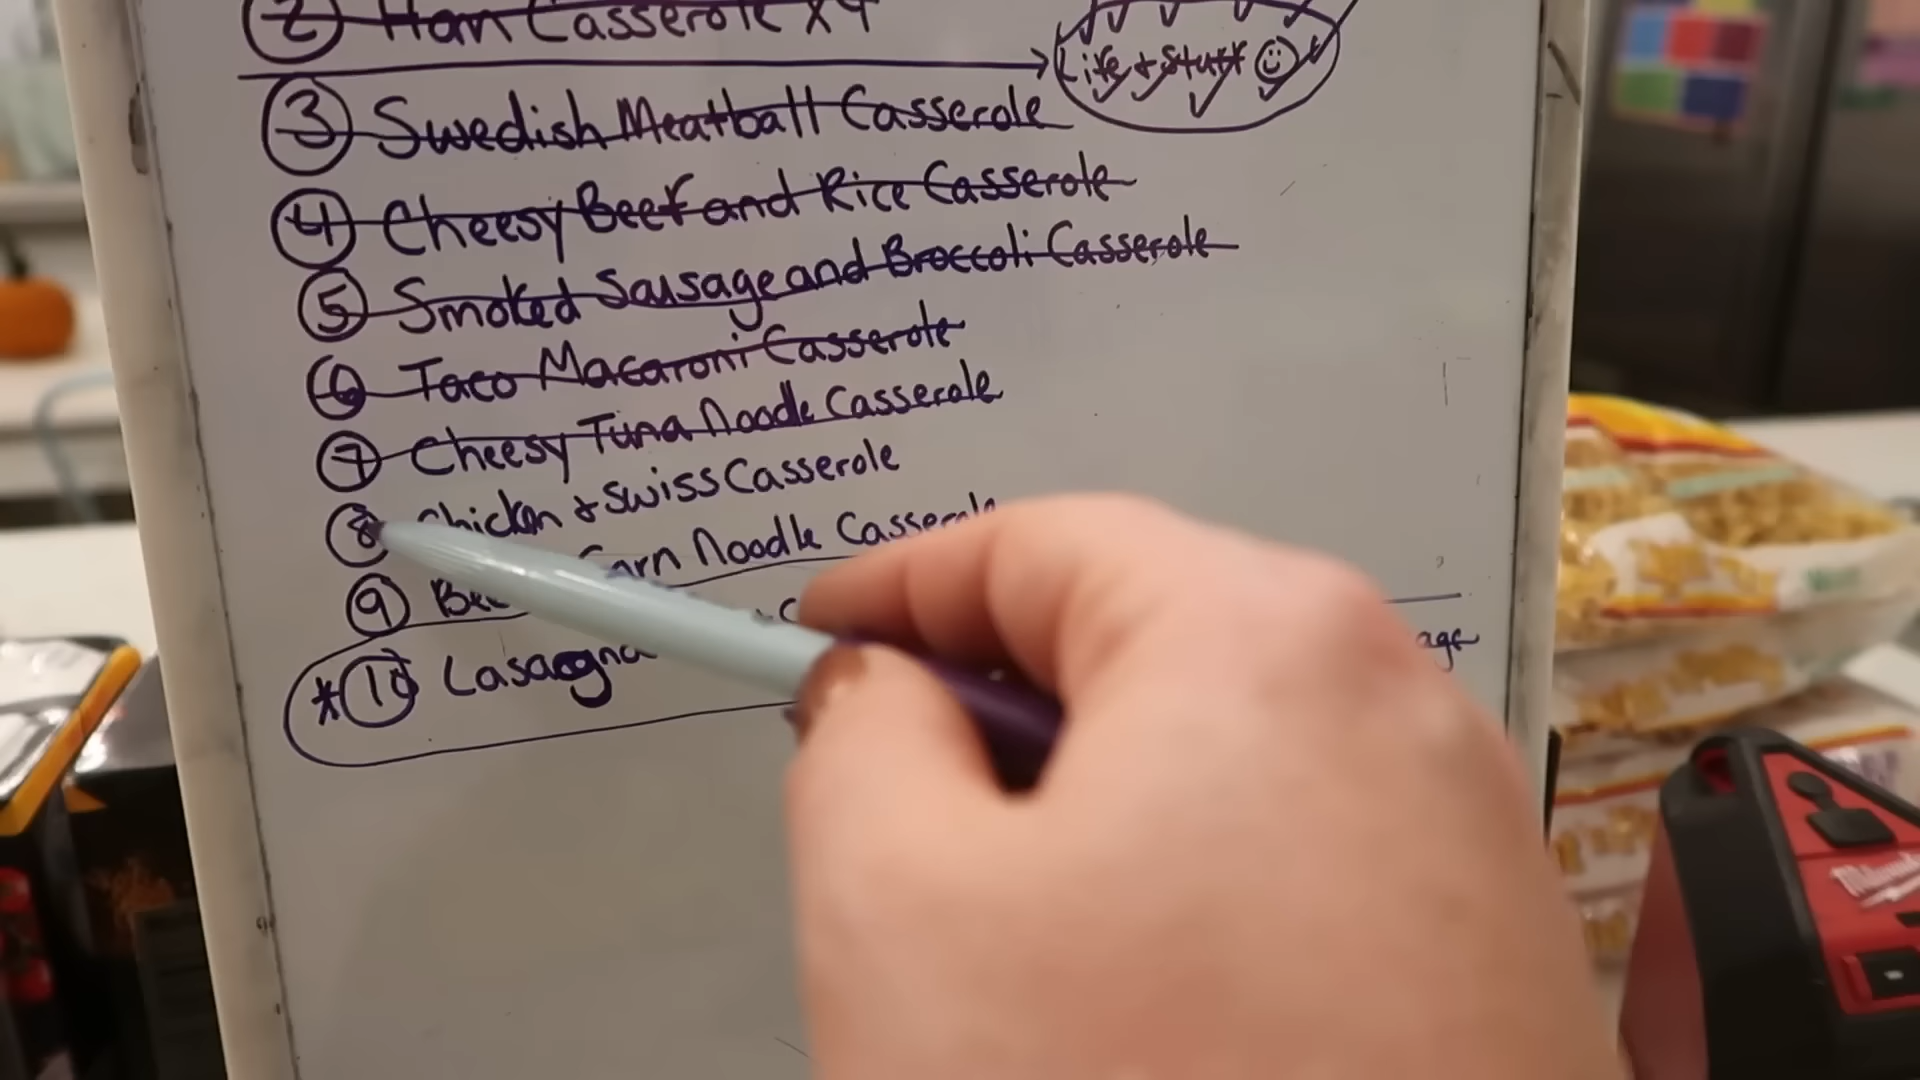 2 Ham Casserole x4
Life + Stuff
3 Swedish Meatball Casserole
4 Cheesy Beef and Rice Casserole
5 Smoked Sausage and Broccoli Casserole
6 Taco Macaroni Casserole
7 Cheesy Tuna Noodle Casserole
8 Chicken + Swiss Casserole
9 Corn Noodle Casserole
*10 Lasagna